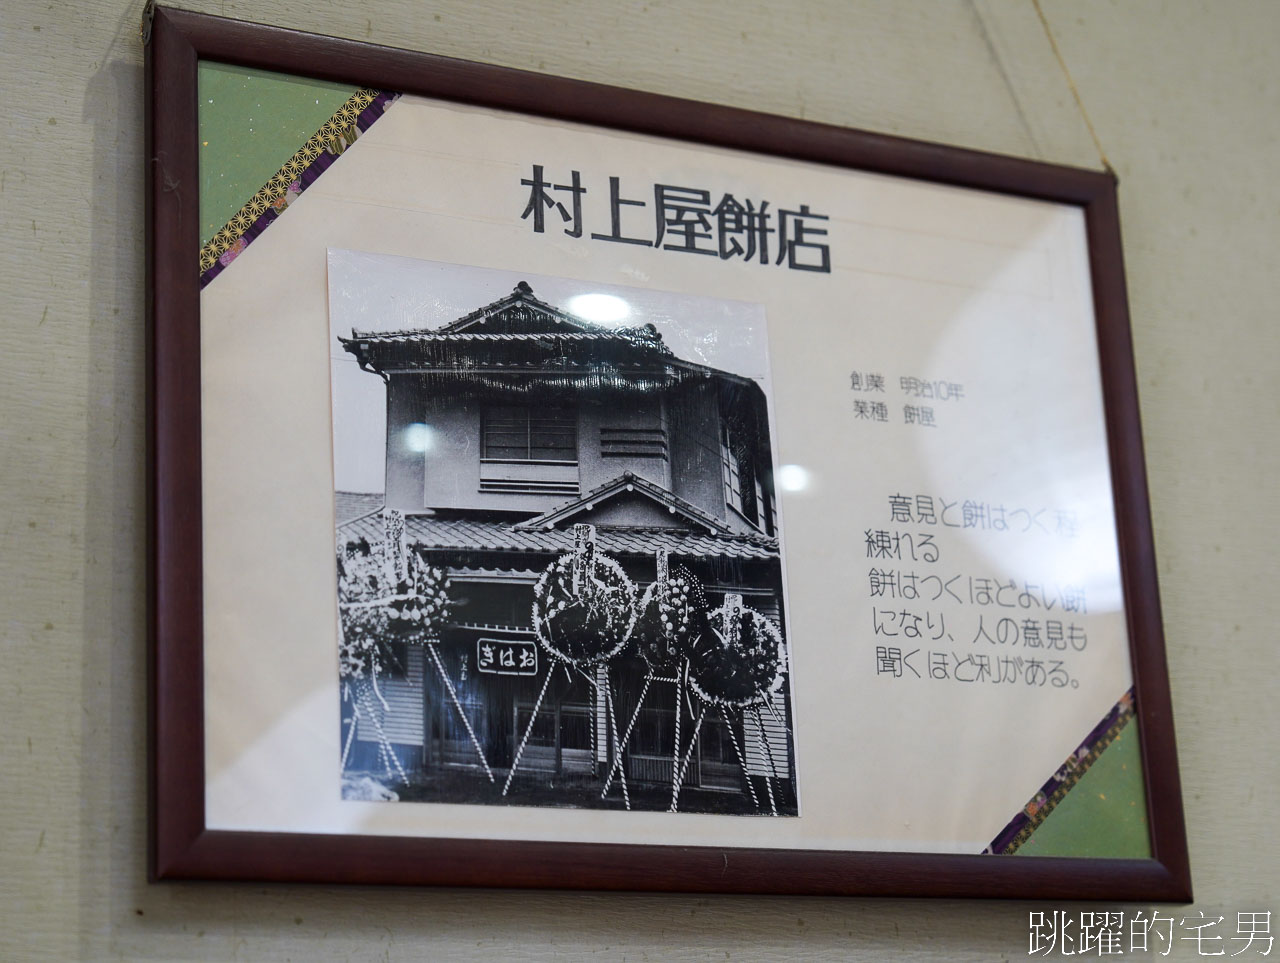 村上屋餅店
創業 明治10年
業種 餅屋
意見と餅はつく程
練れる
餅はつくほどよい餅
になり、人の意見も
聞くほど利がある。
おはぎ
跳躍的宅男